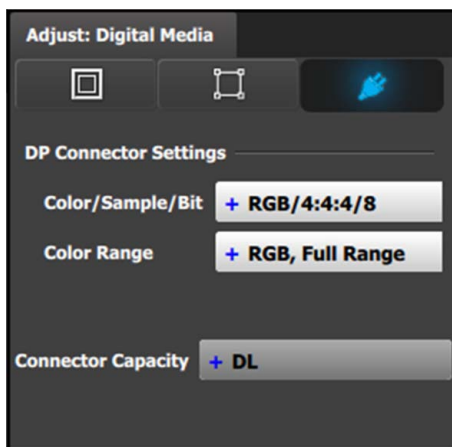 Adjust: Digital Media
DP Connector Settings
Color/Sample/Bit + RGB/4:4:4/8
Color Range + RGB, Full Range
Connector Capacity + DL